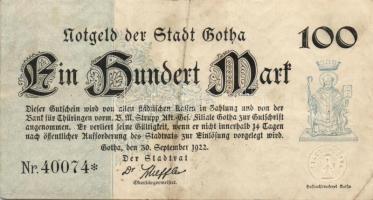 Notgeld der Stadt Gotha
100
Ein Hundert Mark
Dieser Gutschein wird von allen städtischen Kassen in Zahlung und von der
Bank für Thüringen vorm. B. M. Strupp Akt.-Ges. Filiale Gotha zur Gutschrift
angenommen. Er verliert seine Gültigkeit, wenn er nicht innerhalb 14 Tagen
nach öffentlicher Aufforderung des Stadtrats zur Einlösung vorgelegt wird.
Gotha, den 30. September 1922.
Der Stadtrat
Nr. 40074*
Dr
Oberbürgermeister.